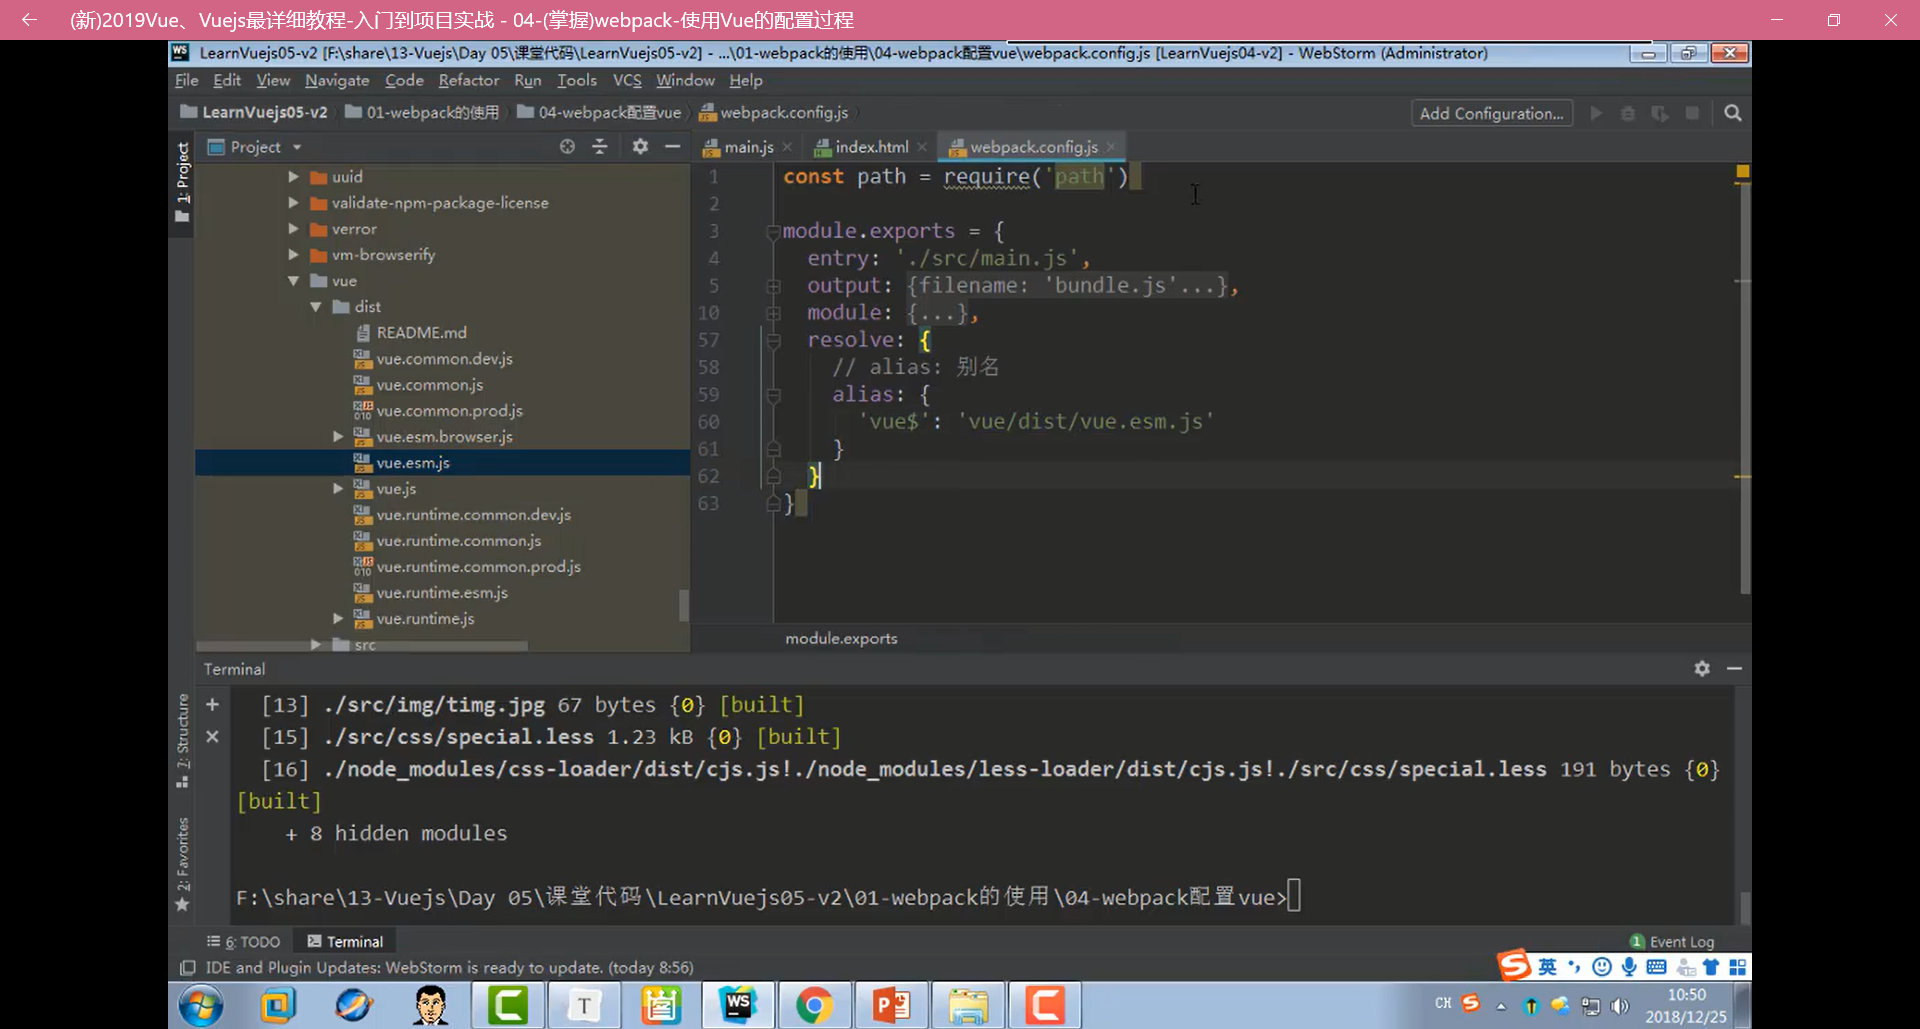 (新)2019Vue、Vuejs最详细教程-入门到项目实战 - 04-(掌握)webpack-使用Vue的配置过程
WS LearnVuejs05-v2 [F:\share\13-Vuejs\Day 05\课堂代码\LearnVuejs05-v2] - ...\01-webpack的使用\04-webpack配置vue\webpack.config.js [LearnVuejs04-v2] - WebStorm (Administrator)
File Edit View Navigate Code Refactor Run Tools VCS Window Help
LearnVuejs05-v2 01-webpack的使用 04-webpack配置vue webpack.config.js Add Configuration...
1: Project
Project
uuid
validate-npm-package-license
verror
vm-browserify
vue
dist
README.md
vue.common.dev.js
vue.common.js
vue.common.prod.js
vue.esm.browser.js
vue.esm.js
vue.js
vue.runtime.common.dev.js
vue.runtime.common.js
vue.runtime.common.prod.js
vue.runtime.esm.js
vue.runtime.js
src
main.js index.html webpack.config.js
1 const path = require('path')
2
3 module.exports = {
4 entry: './src/main.js',
5 output: {filename: 'bundle.js'...},
10 module: {...},
57 resolve: {
58 // alias: 别名
59 alias: {
60 'vue$': 'vue/dist/vue.esm.js'
61 }
62 }
63 }
module.exports
Terminal
7: Structure
2: Favorites
[13] ./src/img/timg.jpg 67 bytes {0} [built]
[15] ./src/css/special.less 1.23 kB {0} [built]
[16] ./node_modules/css-loader/dist/cjs.js!./node_modules/less-loader/dist/cjs.js!./src/css/special.less 191 bytes {0}
[built]
+ 8 hidden modules
F:\share\13-Vuejs\Day 05\课堂代码\LearnVuejs05-v2\01-webpack的使用\04-webpack配置vue>
6: TODO Terminal 1 Event Log
IDE and Plugin Updates: WebStorm is ready to update. (today 8:56)
S 英
T WS CH S 10:50
2018/12/25